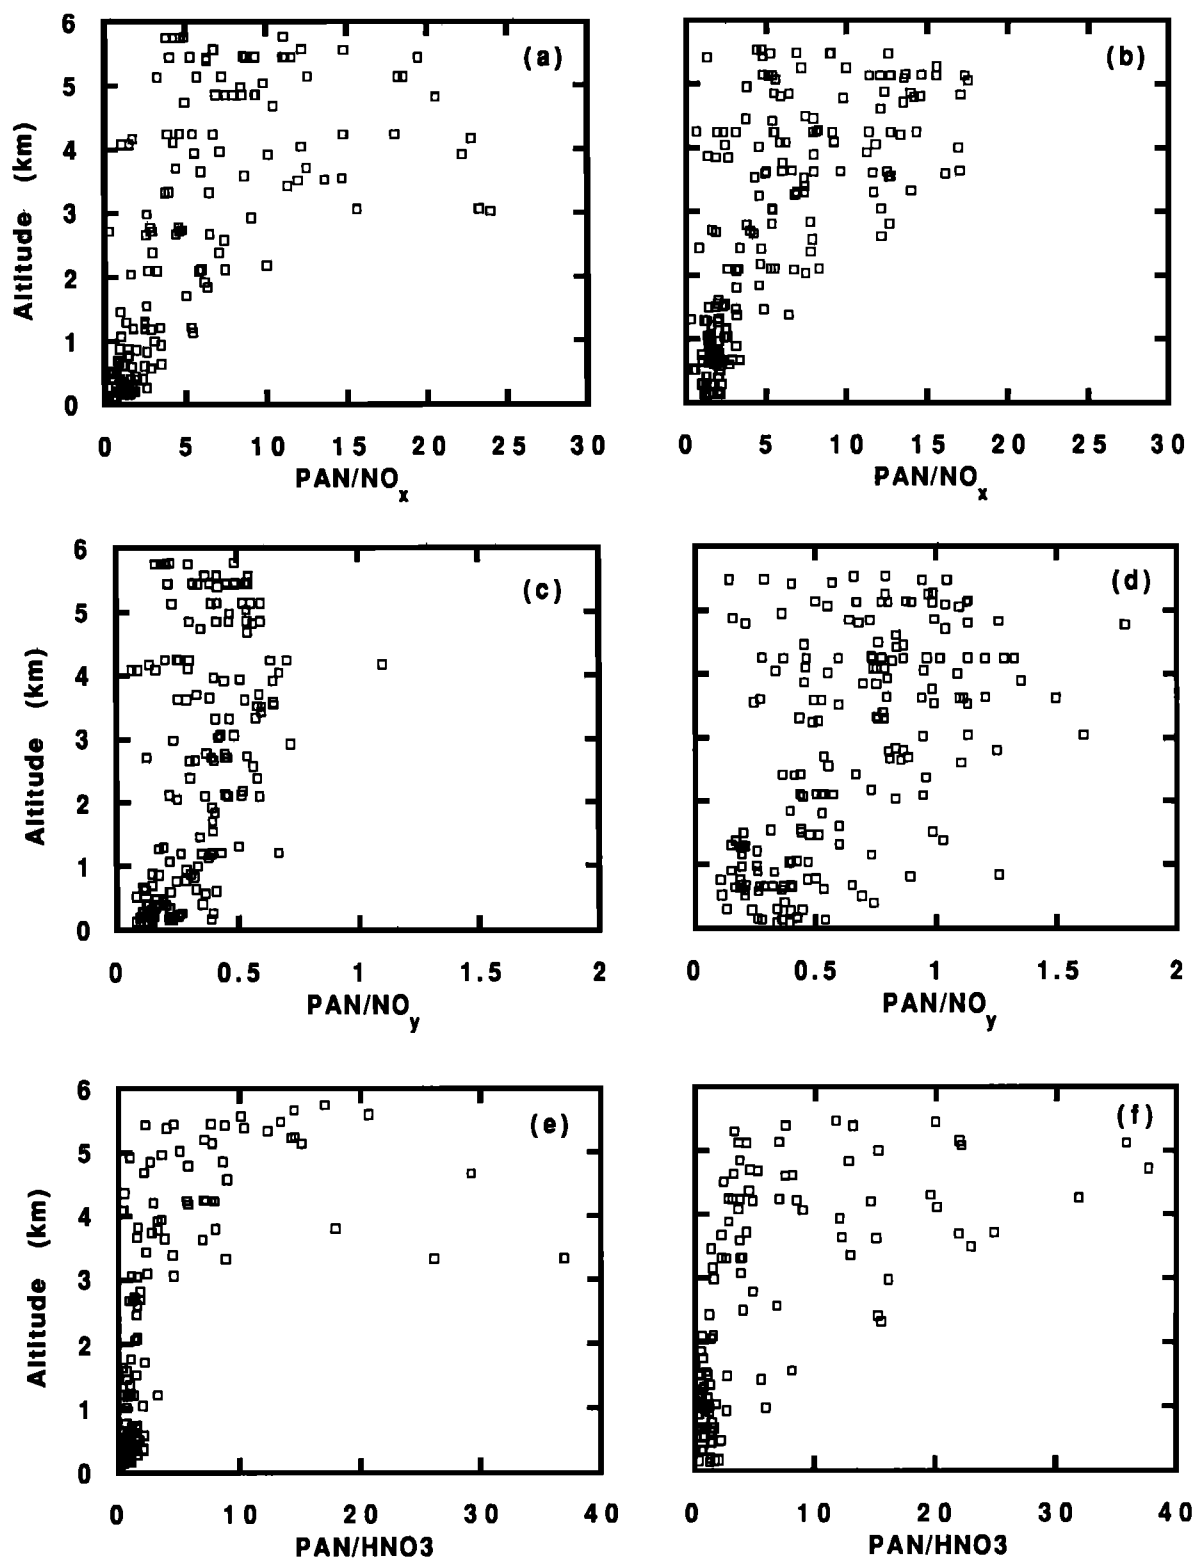 6 (a) (b)
5
4
3
2
1
0
Altitude (km)
0 5 10 15 20 25 30 0 5 10 15 20 25 30
PAN/NOx PAN/NOx
6 (c) (d)
5
4
3
2
1
0
Altitude (km)
0 0.5 1 1.5 2 0 0.5 1 1.5 2
PAN/NOy PAN/NOy
6 (e) (f)
5
4
3
2
1
0
Altitude (km)
0 10 20 30 40 0 10 20 30 40
PAN/HNO3 PAN/HNO3